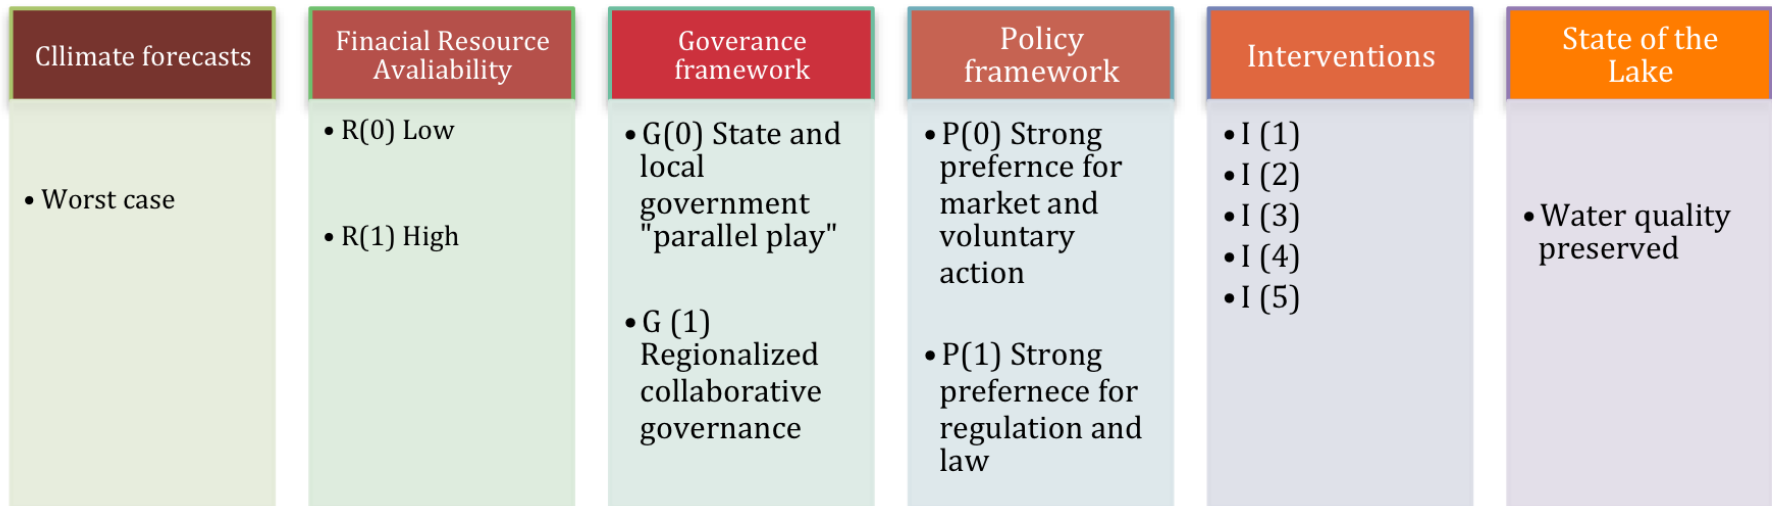 Cllimate forecasts
• Worst case
Finacial Resource
Avaliability
• R(0) Low
• R(1) High
Goverance
framework
• G(0) State and
local
government
"parallel play"
• G (1)
Regionalized
collaborative
governance
Policy
framework
• P(0) Strong
prefernce for
market and
voluntary
action
• P(1) Strong
prefernece for
regulation and
law
Interventions
• I (1)
• I (2)
• I (3)
• I (4)
• I (5)
State of the
Lake
• Water quality
preserved